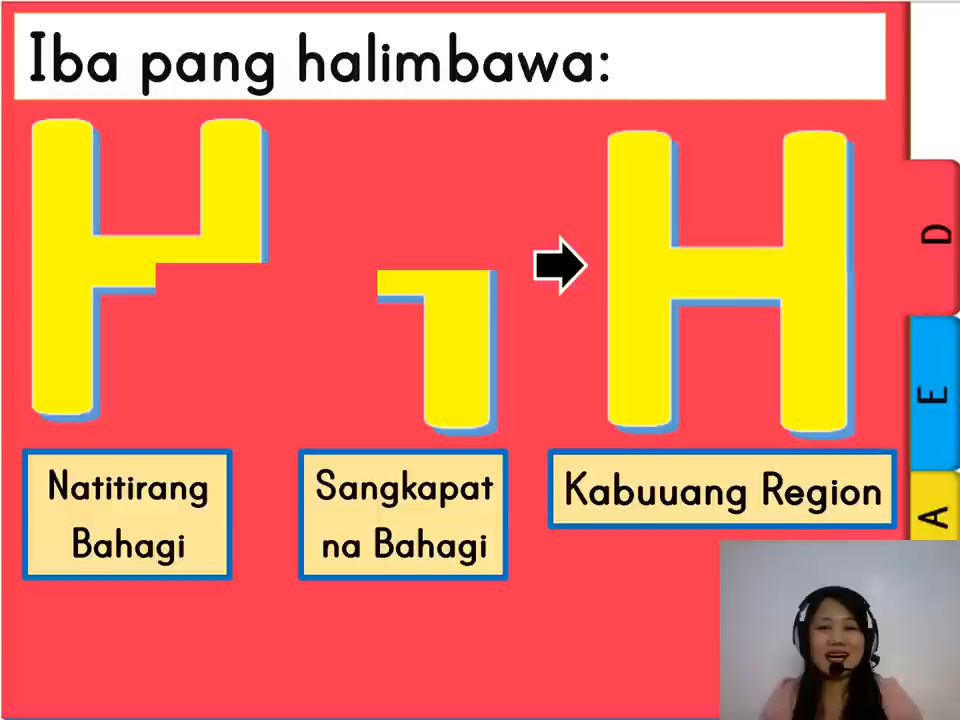 Iba pang halimbawa:
H
D
E
A
Natitirang
Bahagi
Sangkapat
na Bahagi
Kabuuang Region